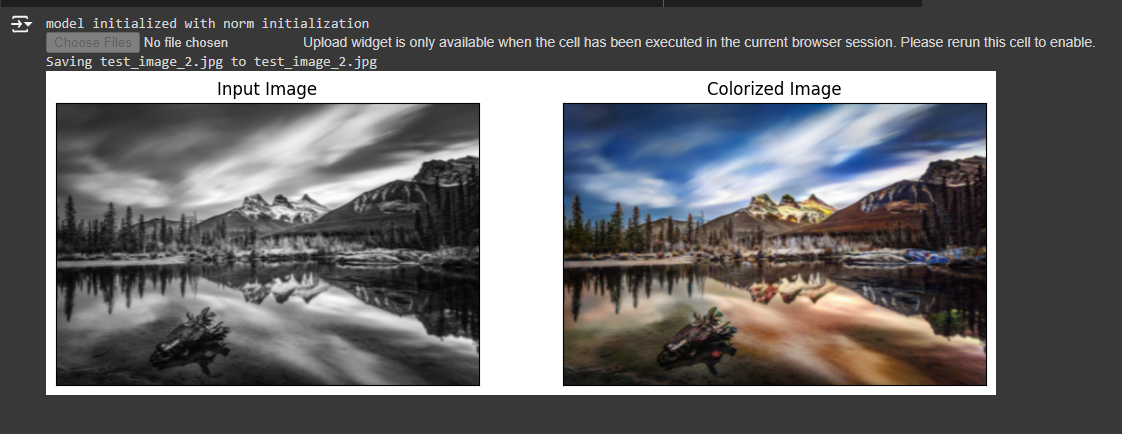 model initialized with norm initialization
Choose Files No file chosen Upload widget is only available when the cell has been executed in the current browser session. Please rerun this cell to enable.
Saving test_image_2.jpg to test_image_2.jpg
Input Image Colorized Image